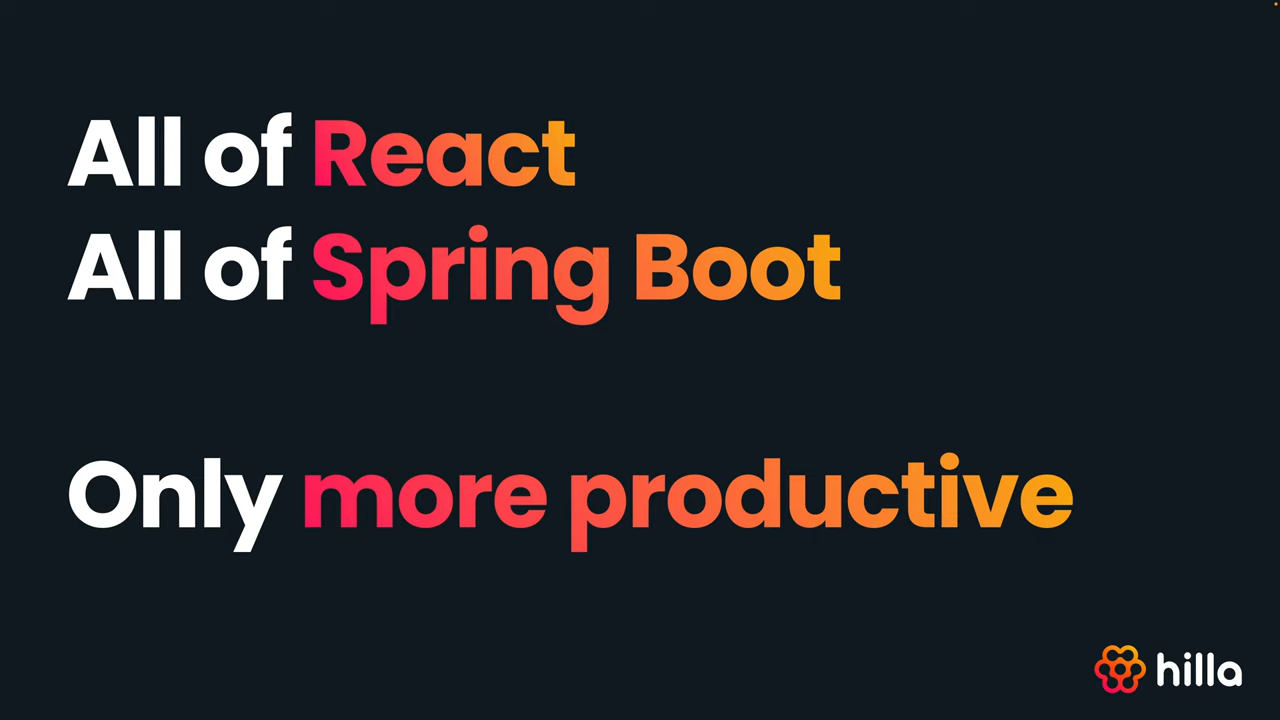 All of React
All of Spring Boot
Only more productive
hilla